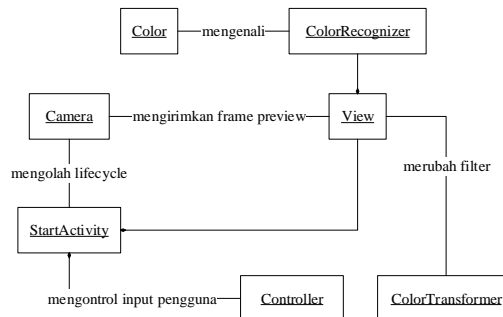 Color
mengenali
ColorRecognizer
Camera
mengirimkan frame preview
View
mengolah lifecycle
merubah filter
StartActivity
mengontrol input pengguna
Controller
ColorTransformer